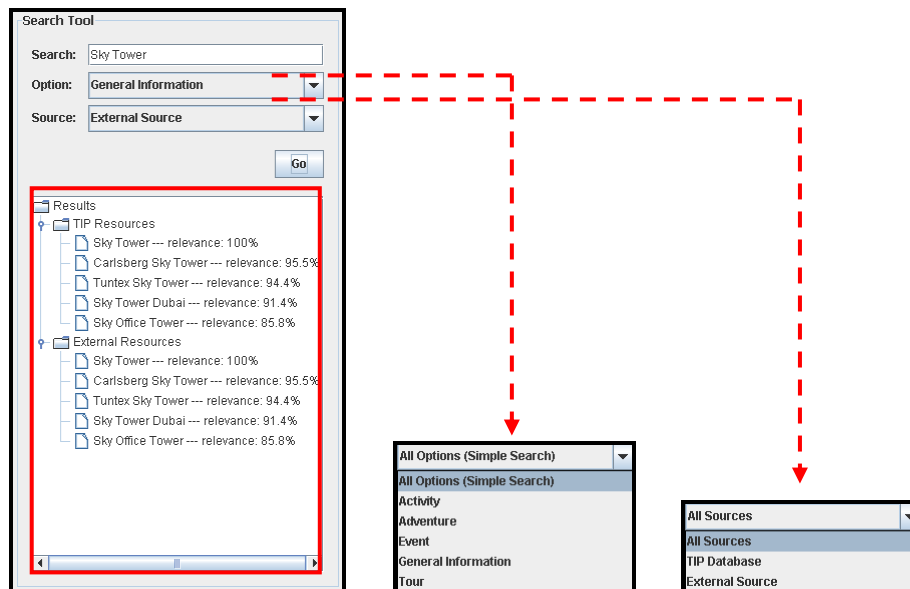 Search Tool
Search: Sky Tower
Option: General Information
Source: External Source
Go
Results
TIP Resources
Sky Tower --- relevance: 100%
Carlsberg Sky Tower --- relevance: 95.5%
Tuntex Sky Tower --- relevance: 94.4%
Sky Tower Dubai --- relevance: 91.4%
Sky Office Tower --- relevance: 85.8%
External Resources
Sky Tower --- relevance: 100%
Carlsberg Sky Tower --- relevance: 95.5%
Tuntex Sky Tower --- relevance: 94.4%
Sky Tower Dubai --- relevance: 91.4%
Sky Office Tower --- relevance: 85.8%
All Options (Simple Search)
All Options (Simple Search)
Activity
Adventure
Event
General Information
Tour
All Sources
All Sources
TIP Database
External Source